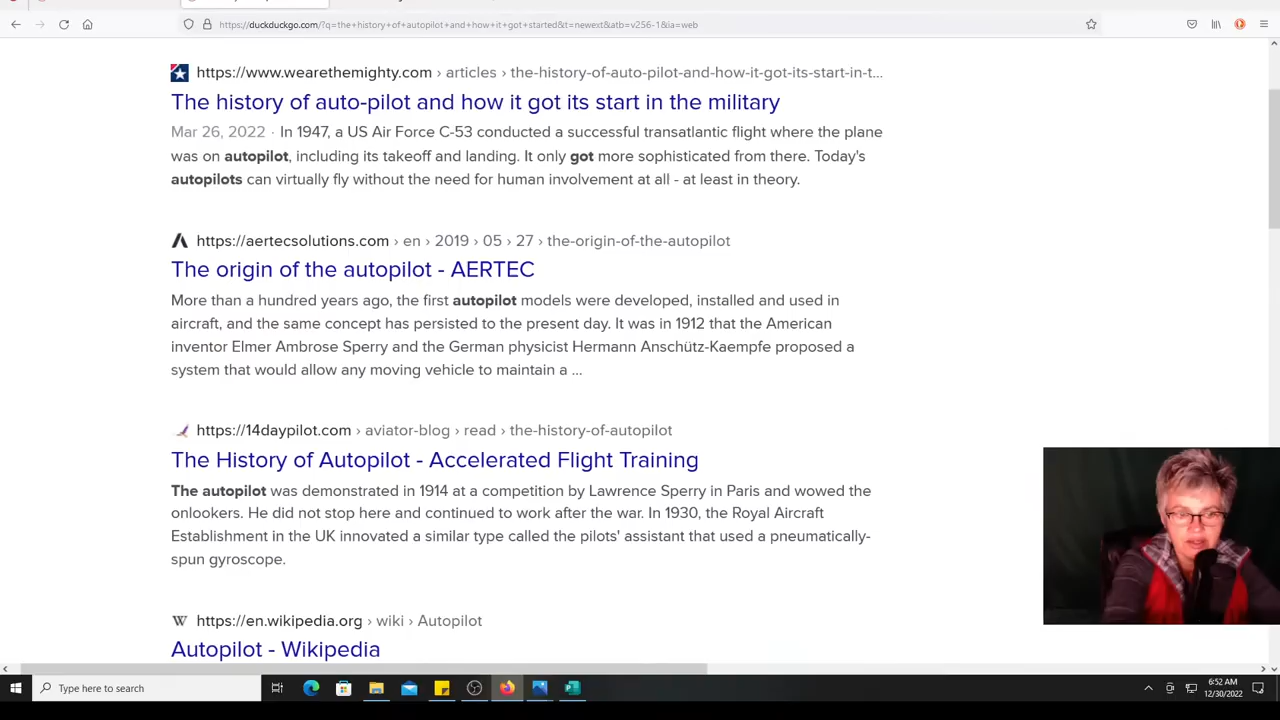 https://duckduckgo.com/?q=the+history+of+autopilot+and+how+it+got+started&t=newext&atb=v256-1&ia=web
https://www.wearethemighty.com › articles › the-history-of-auto-pilot-and-how-it-got-its-start-in-t...
The history of auto-pilot and how it got its start in the military
Mar 26, 2022 · In 1947, a US Air Force C-53 conducted a successful transatlantic flight where the plane
was on autopilot, including its takeoff and landing. It only got more sophisticated from there. Today's
autopilots can virtually fly without the need for human involvement at all - at least in theory.
https://aertecsolutions.com › en › 2019 › 05 › 27 › the-origin-of-the-autopilot
The origin of the autopilot - AERTEC
More than a hundred years ago, the first autopilot models were developed, installed and used in
aircraft, and the same concept has persisted to the present day. It was in 1912 that the American
inventor Elmer Ambrose Sperry and the German physicist Hermann Anschütz-Kaempfe proposed a
system that would allow any moving vehicle to maintain a ...
https://14daypilot.com › aviator-blog › read › the-history-of-autopilot
The History of Autopilot - Accelerated Flight Training
The autopilot was demonstrated in 1914 at a competition by Lawrence Sperry in Paris and wowed the
onlookers. He did not stop here and continued to work after the war. In 1930, the Royal Aircraft
Establishment in the UK innovated a similar type called the pilots' assistant that used a pneumatically-
spun gyroscope.
https://en.wikipedia.org › wiki › Autopilot
Autopilot - Wikipedia
Type here to search
6:52 AM
12/30/2022